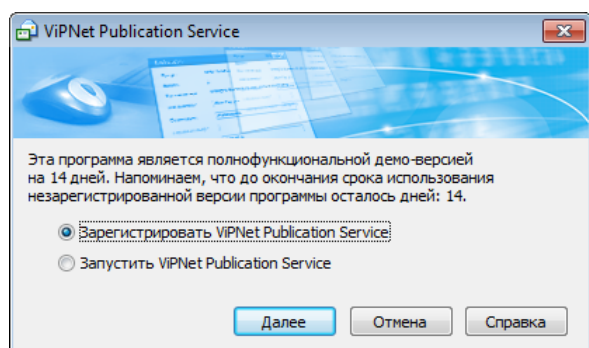 ViPNet Publication Service
Эта программа является полнофункциональной демо-версией
на 14 дней. Напоминаем, что до окончания срока использования
незарегистрированной версии программы осталось дней: 14.
Зарегистрировать ViPNet Publication Service
Запустить ViPNet Publication Service
Далее Отмена Справка